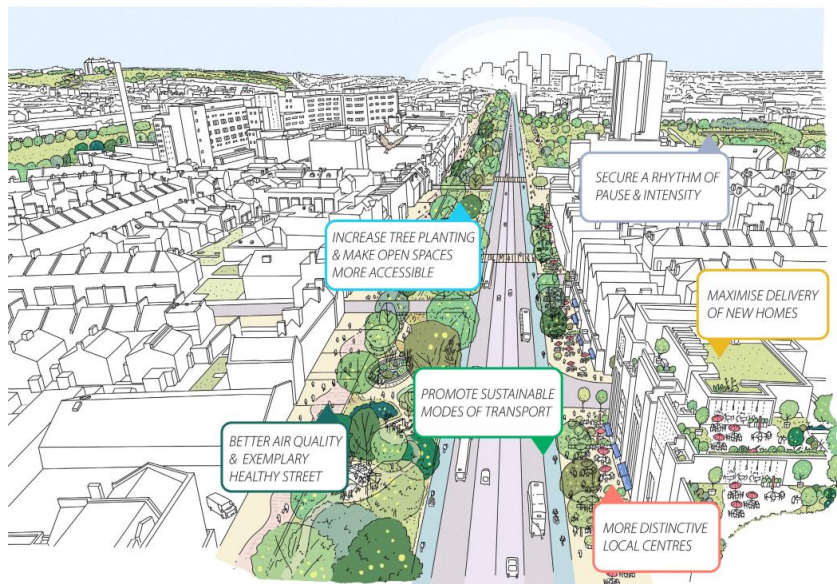 SECURE A RHYTHM OF
PAUSE & INTENSITY
INCREASE TREE PLANTING
& MAKE OPEN SPACES
MORE ACCESSIBLE
MAXIMISE DELIVERY
OF NEW HOMES
PROMOTE SUSTAINABLE
MODES OF TRANSPORT
BETTER AIR QUALITY
& EXEMPLARY
HEALTHY STREET
MORE DISTINCTIVE
LOCAL CENTRES